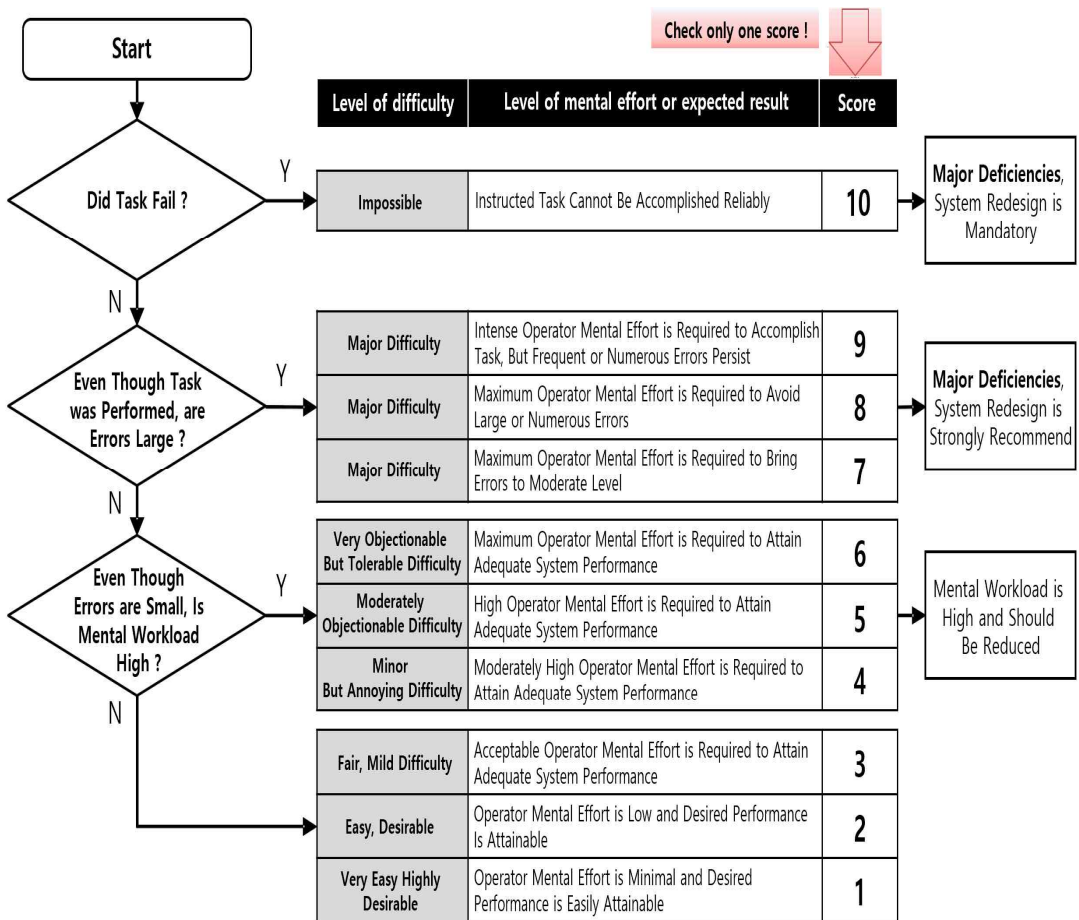 Check only one score !
Start
Level of difficulty
Level of mental effort or expected result
Score
Did Task Fail ?
Y
Impossible
Instructed Task Cannot Be Accomplished Reliably
10
Major Deficiencies,
System Redesign is
Mandatory
N
Even Though Task
was Performed, are
Errors Large ?
Y
Major Difficulty
Intense Operator Mental Effort is Required to Accomplish
Task, But Frequent or Numerous Errors Persist
9
Major Difficulty
Maximum Operator Mental Effort is Required to Avoid
Large or Numerous Errors
8
Major Difficulty
Maximum Operator Mental Effort is Required to Bring
Errors to Moderate Level
7
Major Deficiencies,
System Redesign is
Strongly Recommend
N
Even Though
Errors are Small, Is
Mental Workload
High ?
Y
Very Objectionable
But Tolerable Difficulty
Maximum Operator Mental Effort is Required to Attain
Adequate System Performance
6
Moderately
Objectionable Difficulty
High Operator Mental Effort is Required to Attain
Adequate System Performance
5
Minor
But Annoying Difficulty
Moderately High Operator Mental Effort is Required to
Attain Adequate System Performance
4
Mental Workload is
High and Should
Be Reduced
N
Fair, Mild Difficulty
Acceptable Operator Mental Effort is Required to Attain
Adequate System Performance
3
Easy, Desirable
Operator Mental Effort is Low and Desired Performance
Is Attainable
2
Very Easy Highly
Desirable
Operator Mental Effort is Minimal and Desired
Performance is Easily Attainable
1